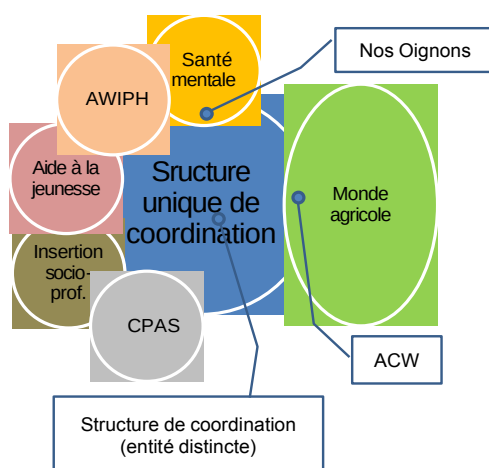 Santé
mentale
Nos Oignons
AWIPH
Aide à la
jeunesse
Sructure
unique de
coordination
Monde
agricole
Insertion
socio-
prof.
CPAS
ACW
Structure de coordination
(entité distincte)